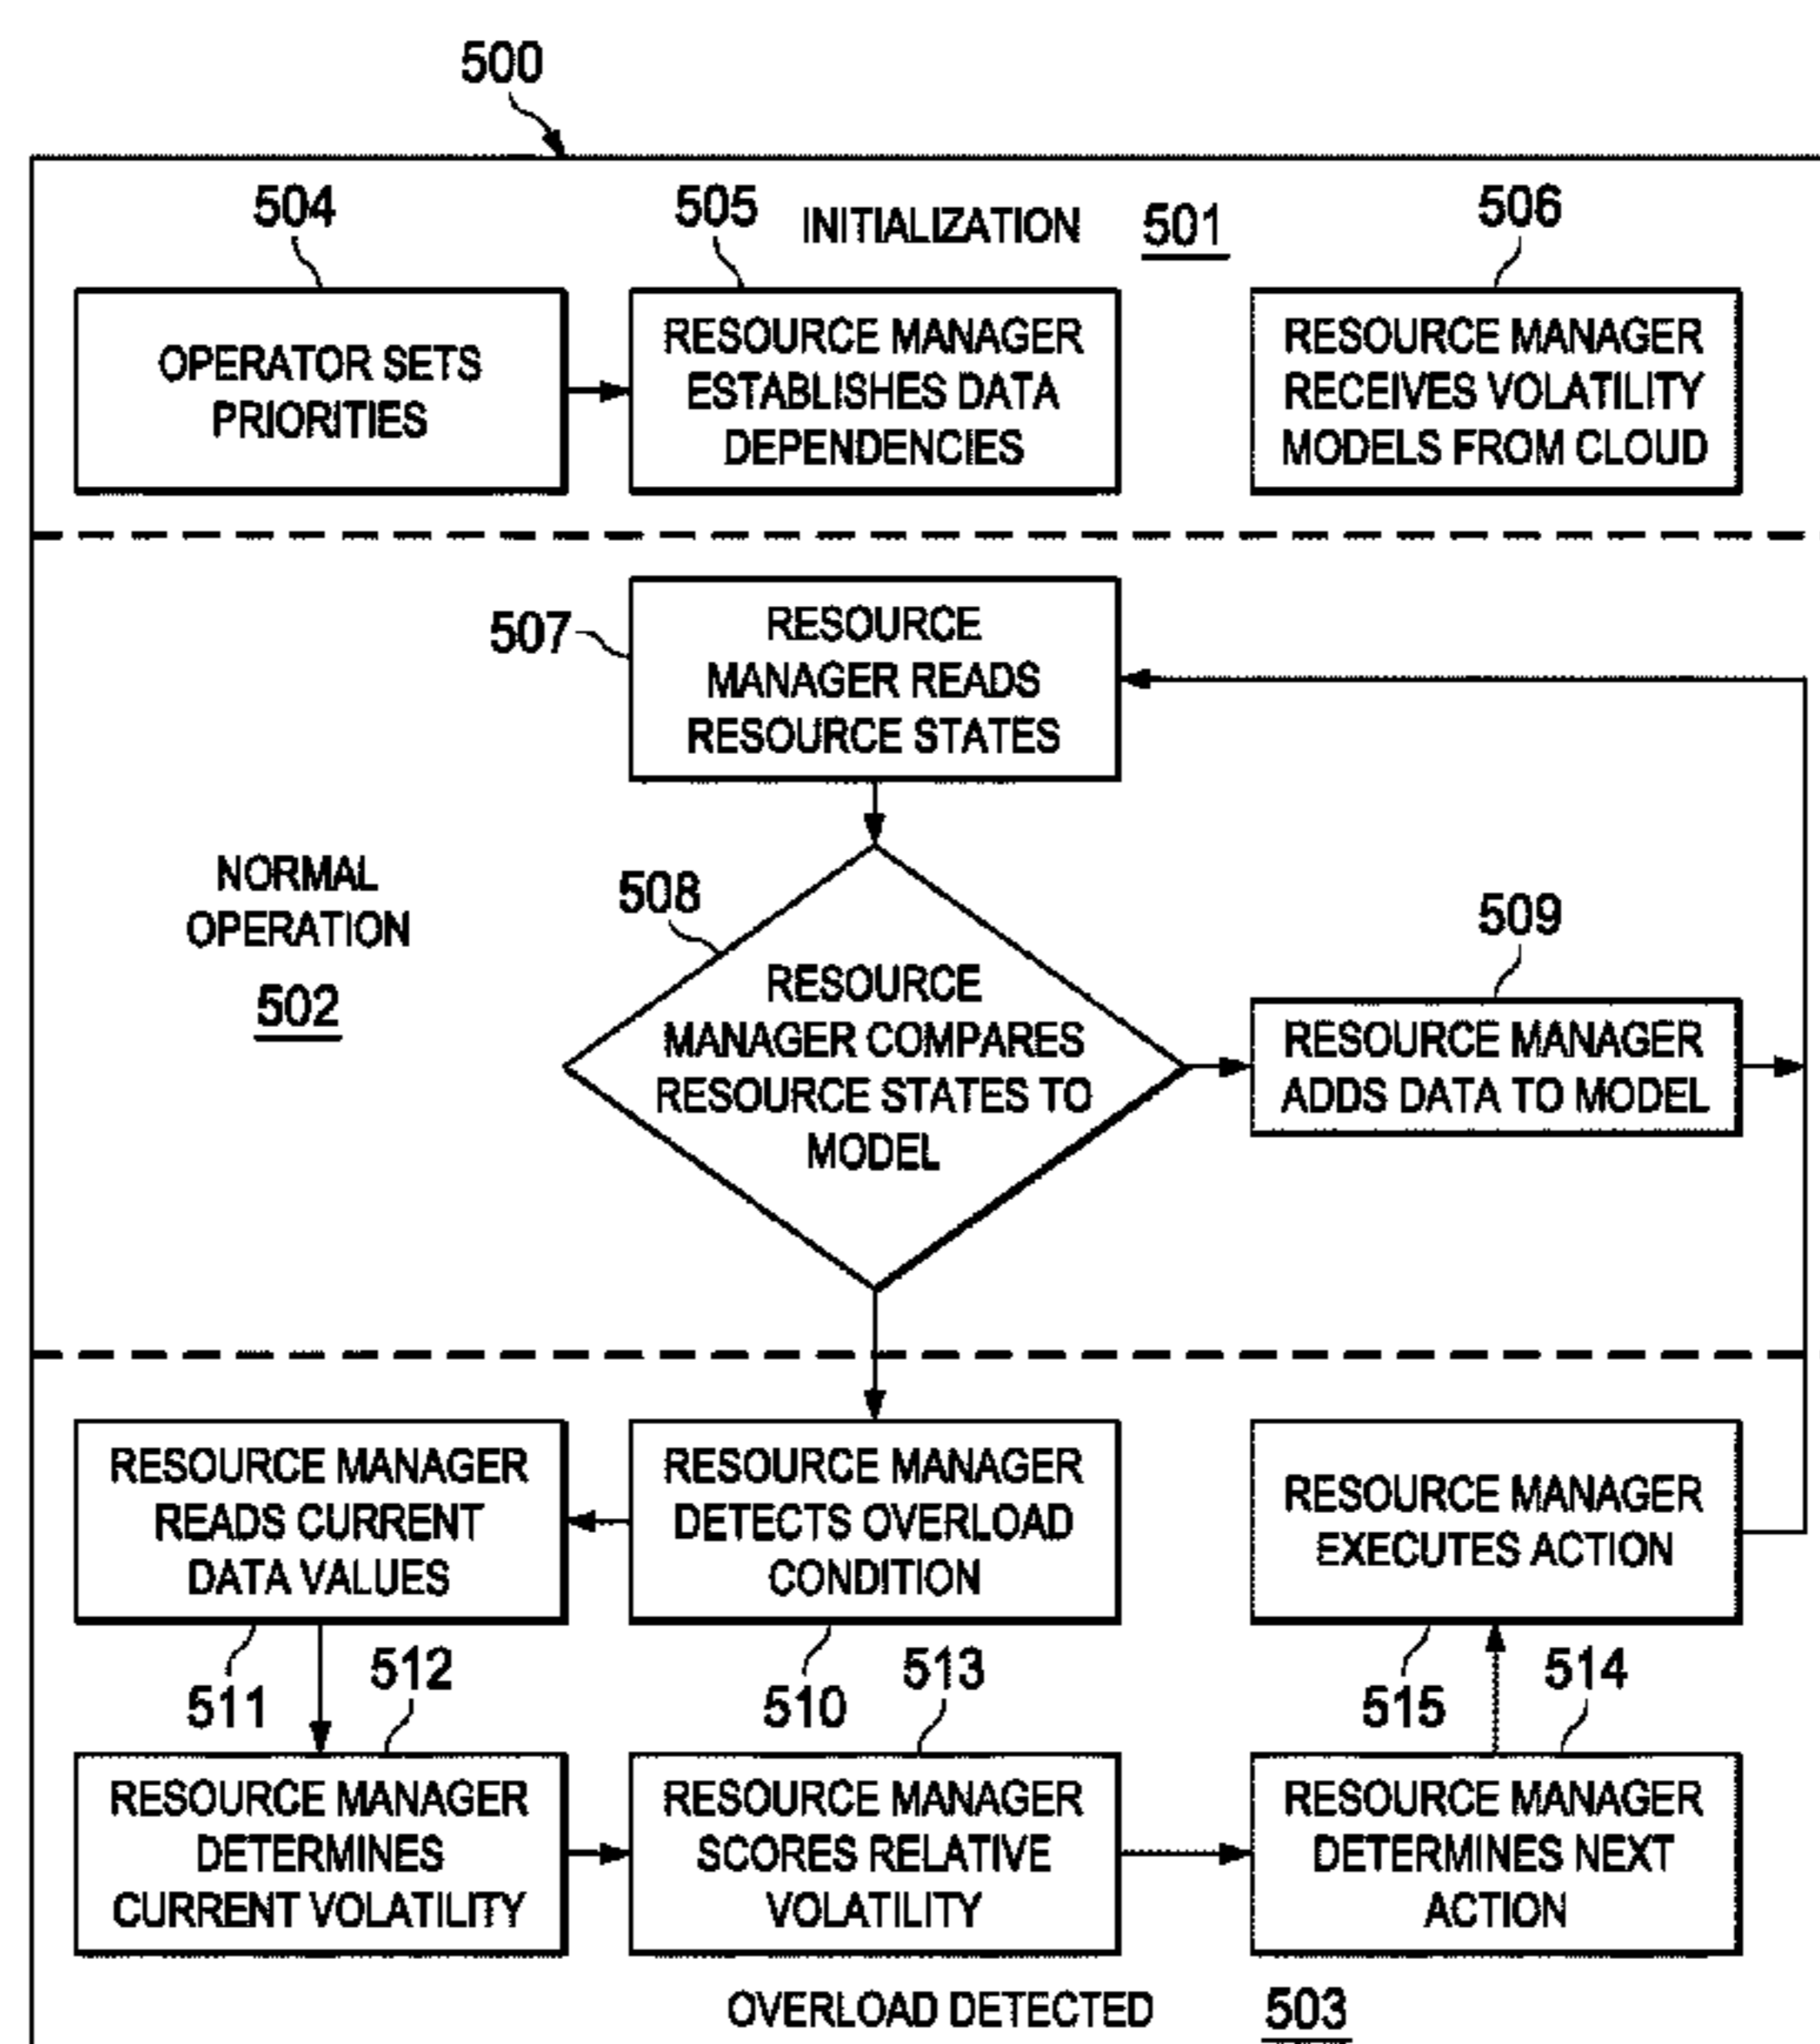 500
504
505
INITIALIZATION 501
506
OPERATOR SETS
PRIORITIES
RESOURCE MANAGER
ESTABLISHES DATA
DEPENDENCIES
RESOURCE MANAGER
RECEIVES VOLATILITY
MODELS FROM CLOUD
507
RESOURCE
MANAGER READS
RESOURCE STATES
NORMAL
OPERATION
502
508
RESOURCE
MANAGER COMPARES
RESOURCE STATES TO
MODEL
509
RESOURCE MANAGER
ADDS DATA TO MODEL
RESOURCE MANAGER
READS CURRENT
DATA VALUES
RESOURCE MANAGER
DETECTS OVERLOAD
CONDITION
RESOURCE MANAGER
EXECUTES ACTION
511
512
510
513
515
514
RESOURCE MANAGER
DETERMINES
CURRENT VOLATILITY
RESOURCE MANAGER
SCORES RELATIVE
VOLATILITY
RESOURCE MANAGER
DETERMINES NEXT
ACTION
OVERLOAD DETECTED 503